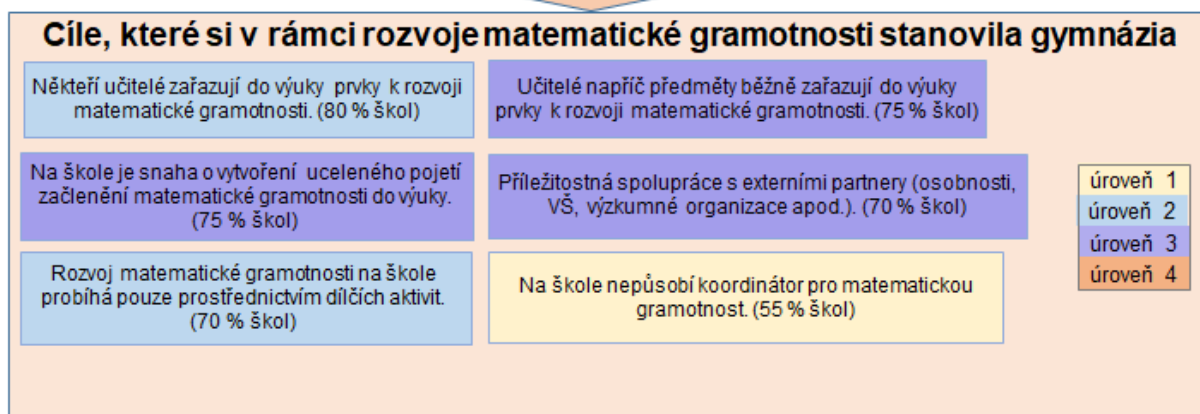 Cíle, které si v rámci rozvoje matematické gramotnosti stanovila gymnázia
Někteří učitelé zařazují do výuky prvky k rozvoji
matematické gramotnosti. (80 % škol)
Učitelé napříč předměty běžně zařazují do výuky
prvky k rozvoji matematické gramotnosti. (75 % škol)
Na škole je snaha o vytvoření uceleného pojetí
začlenění matematické gramotnosti do výuky.
(75 % škol)
Příležitostná spolupráce s externími partnery (osobnosti,
VŠ, výzkumné organizace apod.). (70 % škol)
Rozvoj matematické gramotnosti na škole
probíhá pouze prostřednictvím dílčích aktivit.
(70 % škol)
Na škole nepůsobí koordinátor pro matematickou
gramotnost. (55 % škol)
úroveň 1
úroveň 2
úroveň 3
úroveň 4